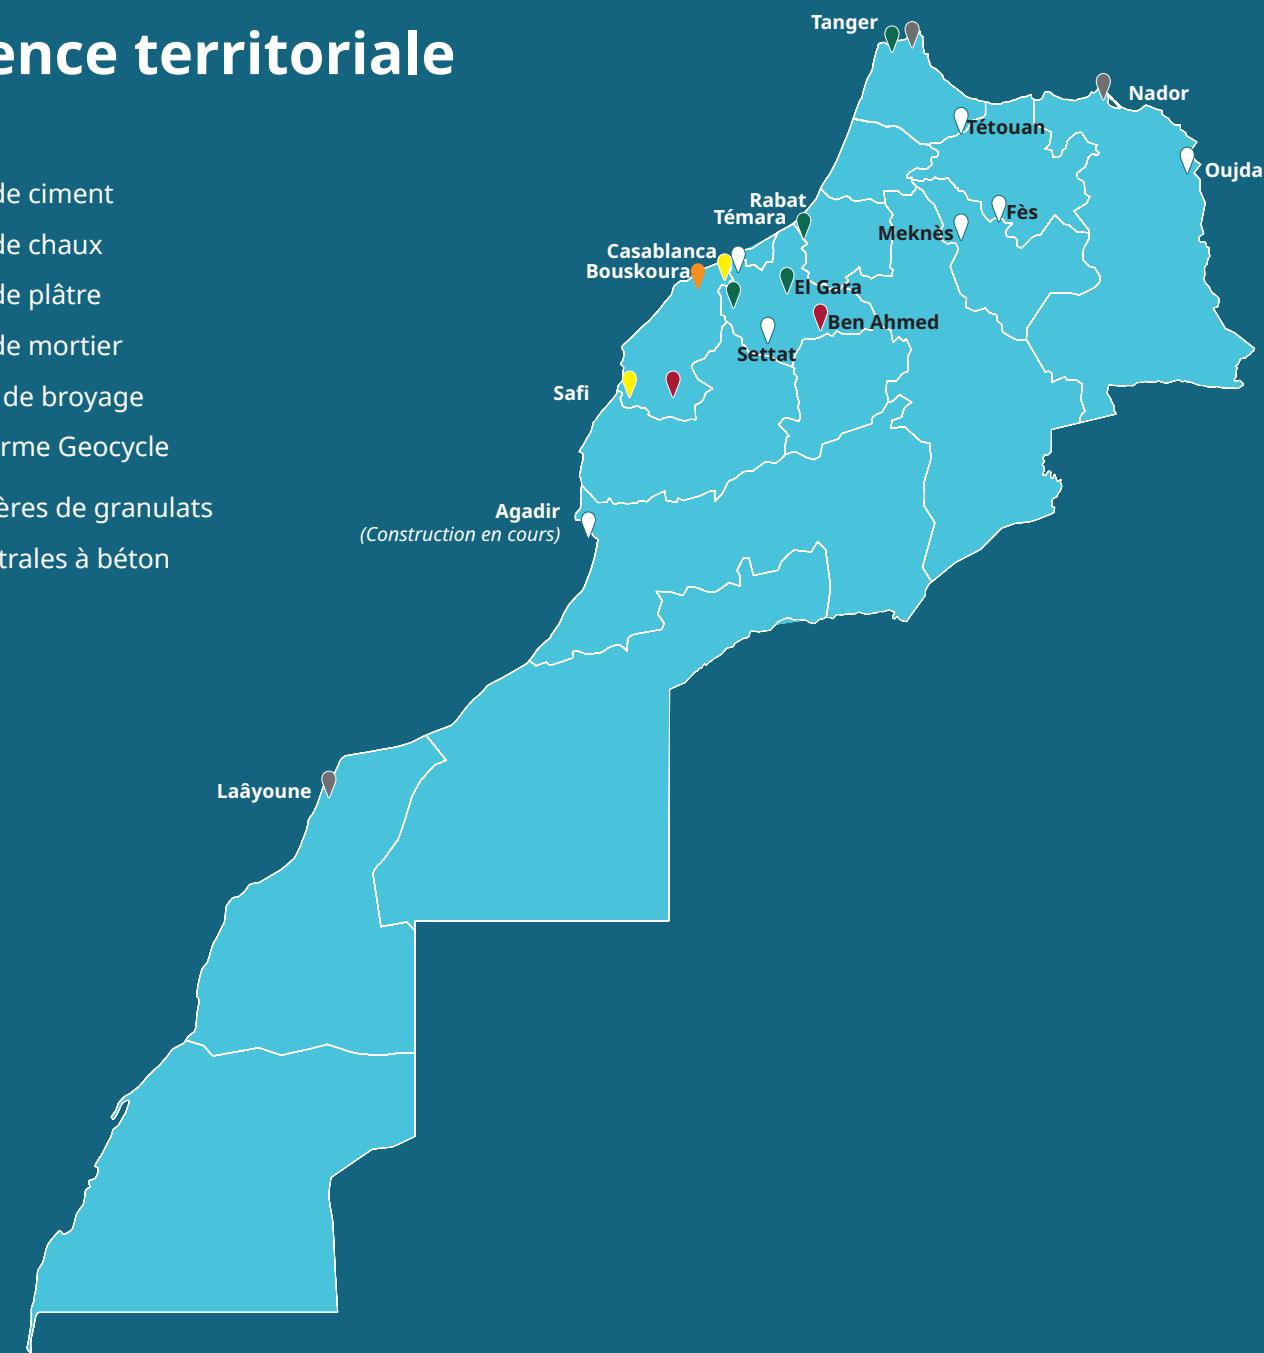 ence territoriale
de ciment
de chaux
de plâtre
de mortier
de broyage
rme Geocycle
ères de granulats
trales à béton
Tanger
Nador
Tétouan
Oujda
Rabat
Témara
Fès
Meknès
Casablanca
Bouskoura
El Gara
Ben Ahmed
Settat
Safi
Agadir
(Construction en cours)
Laâyoune